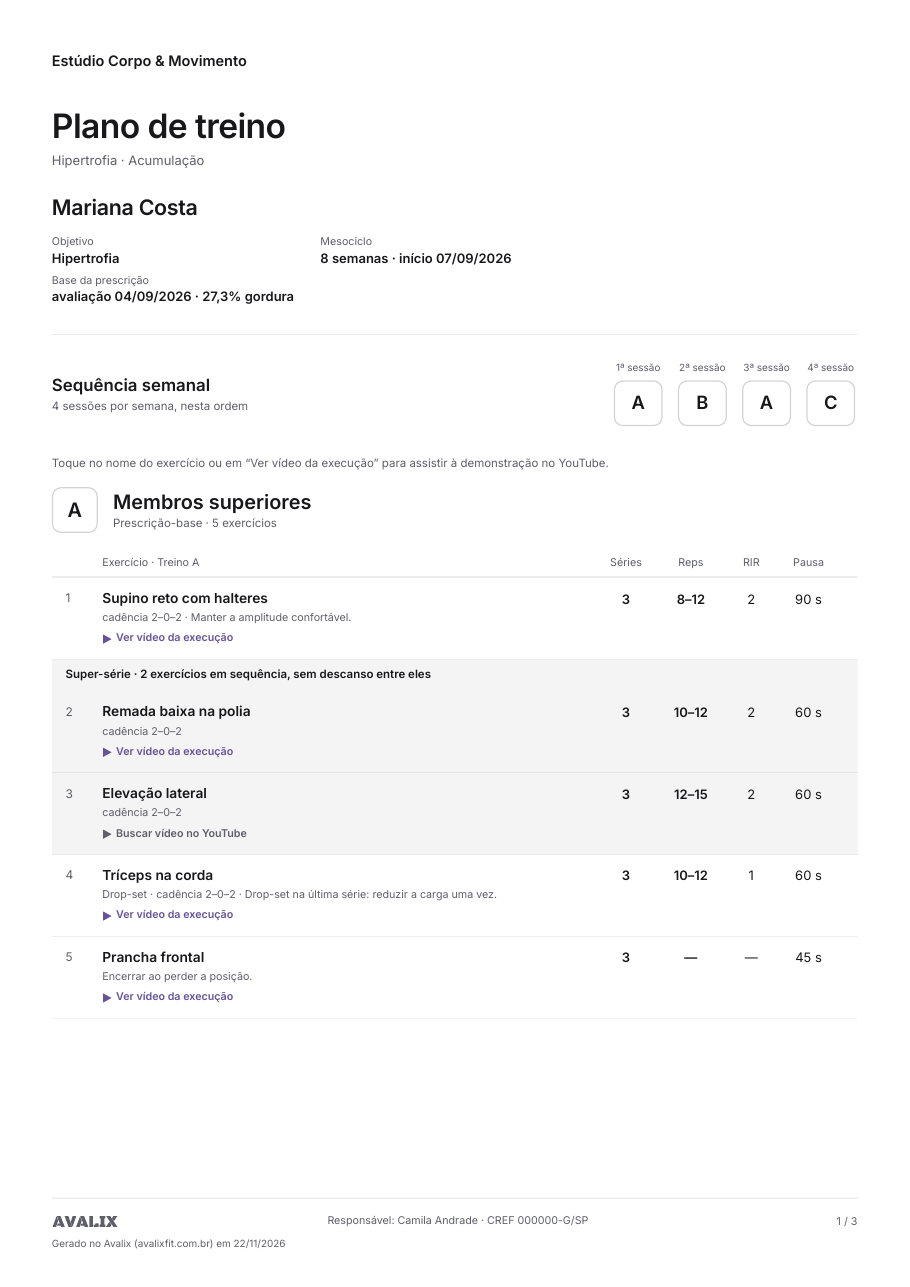 Estúdio Corpo & Movimento
Plano de treino
Hipertrofia · Acumulação
Mariana Costa
Objetivo
Hipertrofia
Mesociclo
8 semanas · início 07/09/2026
Base da prescrição
avaliação 04/09/2026 · 27,3% gordura
Sequência semanal
4 sessões por semana, nesta ordem
1ª sessão 2ª sessão 3ª sessão 4ª sessão
A B A C
Toque no nome do exercício ou em “Ver vídeo da execução” para assistir à demonstração no YouTube.
A
Membros superiores
Prescrição-base · 5 exercícios
Exercício · Treino A Séries Reps RIR Pausa
1 Supino reto com halteres 3 8–12 2 90 s
cadência 2–0–2 · Manter a amplitude confortável.
▶ Ver vídeo da execução
Super-série · 2 exercícios em sequência, sem descanso entre eles
2 Remada baixa na polia 3 10–12 2 60 s
cadência 2–0–2
▶ Ver vídeo da execução
3 Elevação lateral 3 12–15 2 60 s
cadência 2–0–2
▶ Buscar vídeo no YouTube
4 Tríceps na corda 3 10–12 1 60 s
Drop-set · cadência 2–0–2 · Drop-set na última série: reduzir a carga uma vez.
▶ Ver vídeo da execução
5 Prancha frontal 3 — — 45 s
Encerrar ao perder a posição.
▶ Ver vídeo da execução
AVALIX
Responsável: Camila Andrade · CREF 000000-G/SP
1 / 3
Gerado no Avalix (avalixfit.com.br) em 22/11/2026